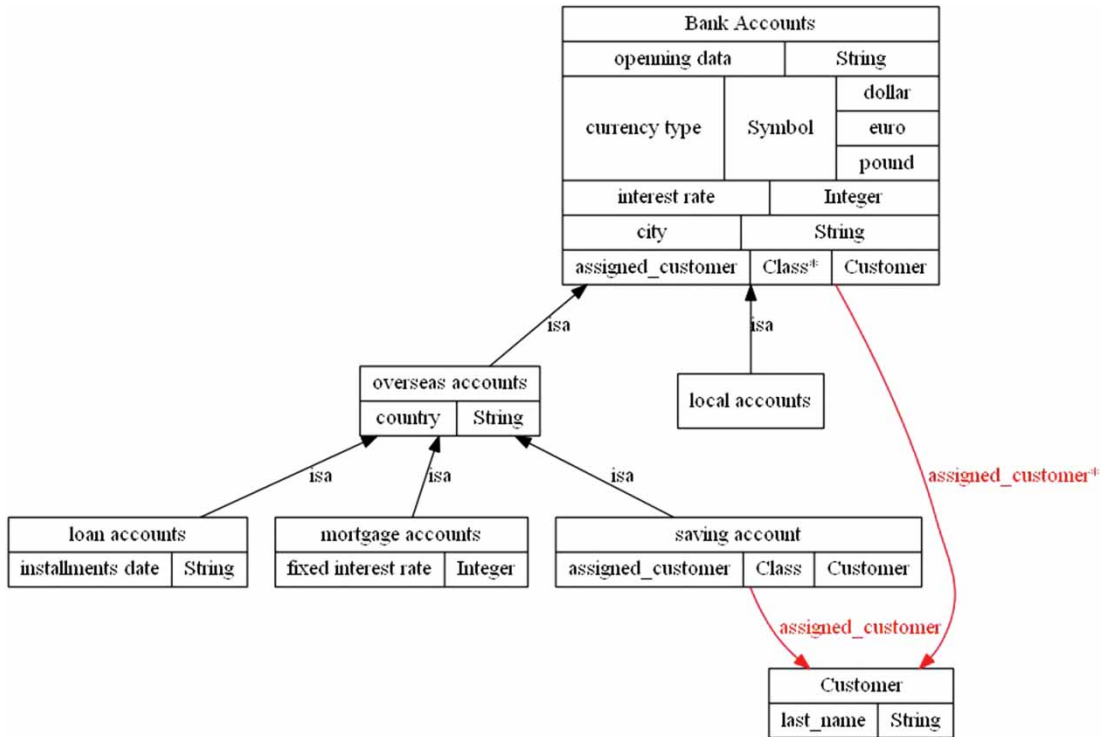 Bank Accounts
openning data String
currency type Symbol dollar
euro
pound
interest rate Integer
city String
assigned_customer Class* Customer
isa isa
overseas accounts
country String
local accounts
assigned_customer*
isa isa isa
loan accounts
installments date String
mortgage accounts
fixed interest rate Integer
saving account
assigned_customer Class Customer
assigned_customer
Customer
last_name String